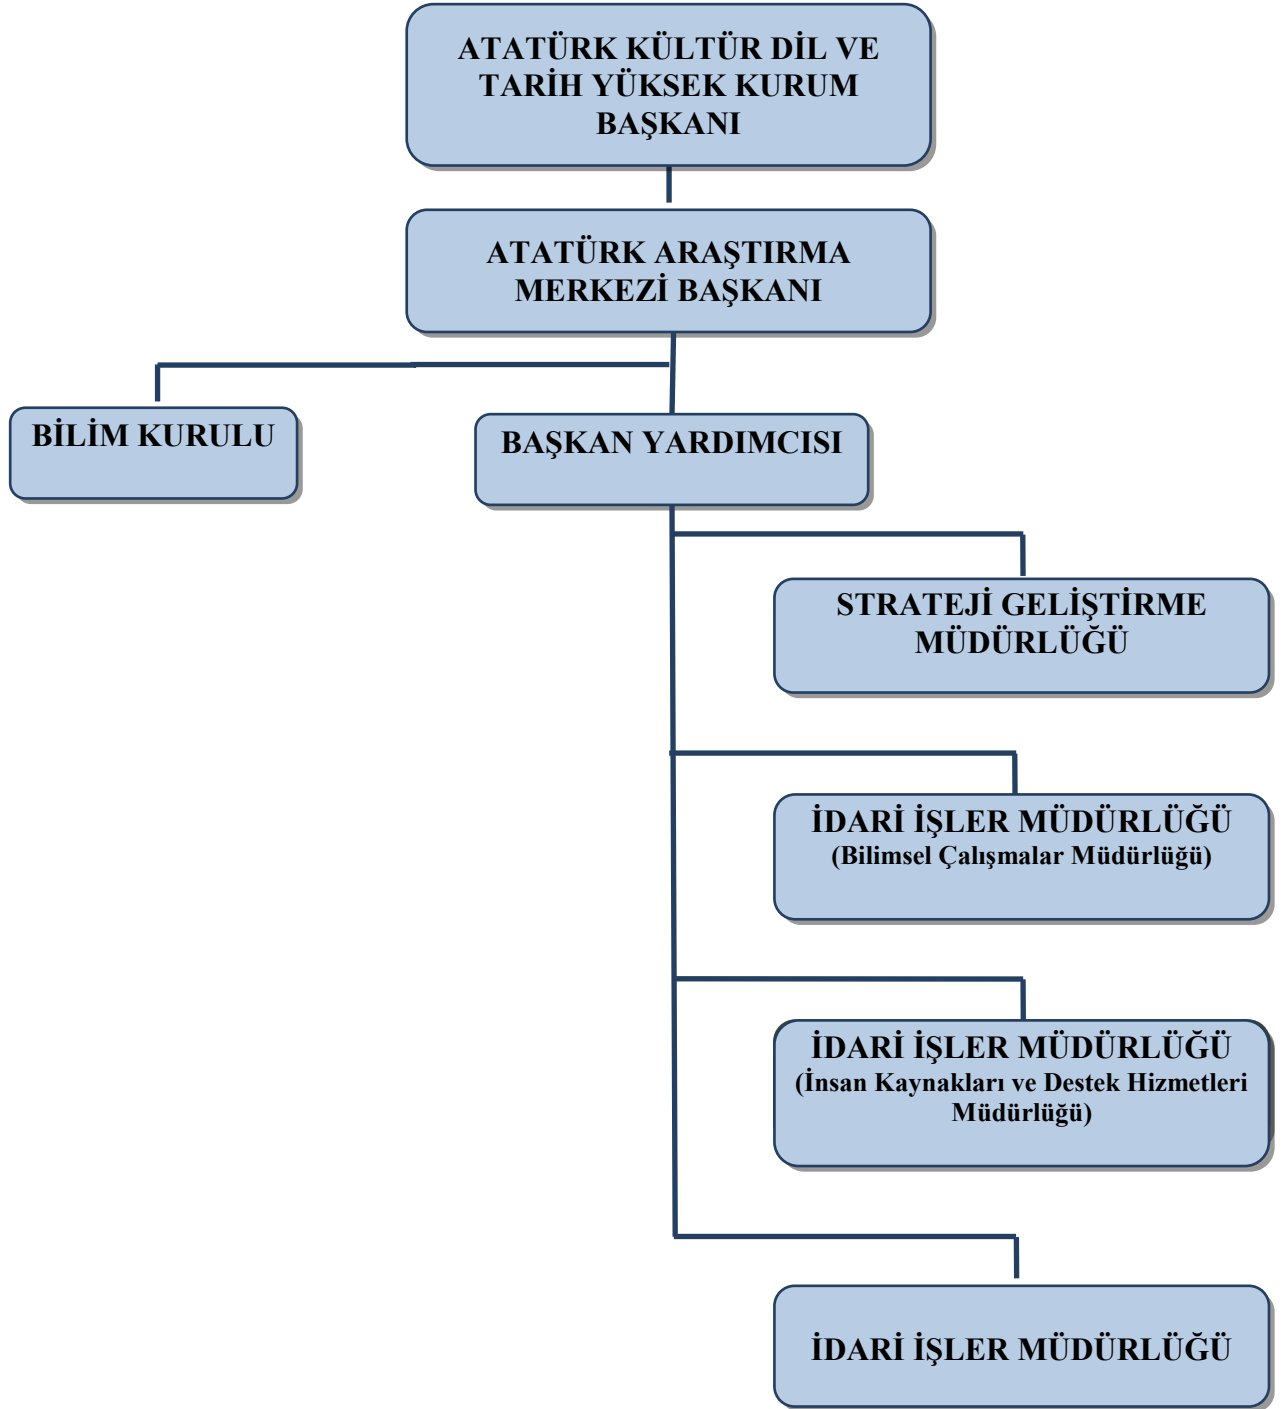 ATATÜRK KÜLTÜR DİL VE
TARİH YÜKSEK KURUM
BAŞKANI
ATATÜRK ARAŞTIRMA
MERKEZİ BAŞKANI
BİLİM KURULU
BAŞKAN YARDIMCISI
STRATEJİ GELİŞTİRME
MÜDÜRLÜĞÜ
İDARİ İŞLER MÜDÜRLÜĞÜ
(Bilimsel Çalışmalar Müdürlüğü)
İDARİ İŞLER MÜDÜRLÜĞÜ
(İnsan Kaynakları ve Destek Hizmetleri
Müdürlüğü)
İDARİ İŞLER MÜDÜRLÜĞÜ